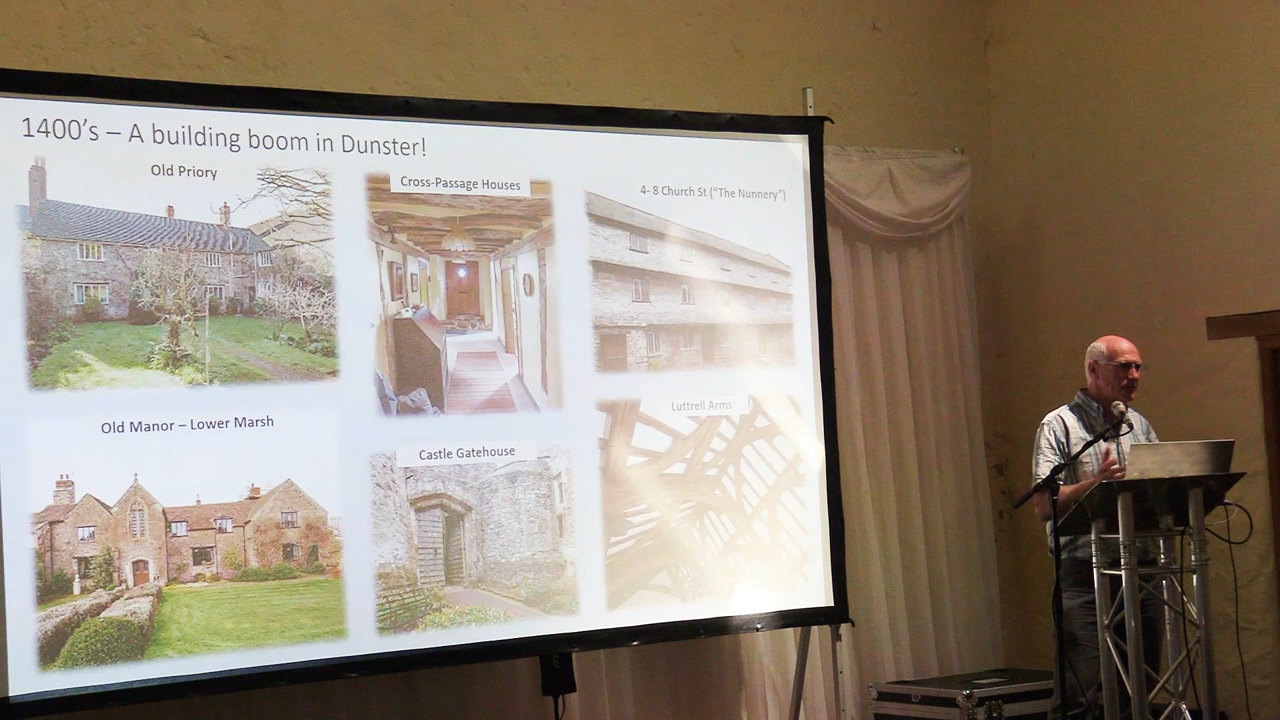 1400's – A building boom in Dunster!
Old Priory
Cross-Passage Houses
4- 8 Church St ("The Nunnery")
Old Manor – Lower Marsh
Castle Gatehouse
Luttrell Arms